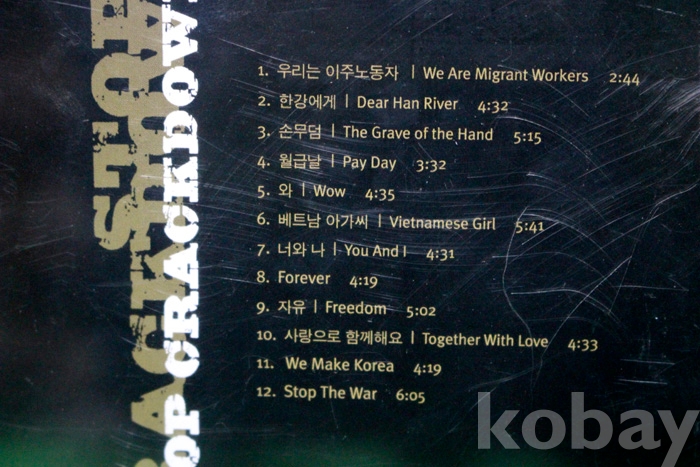 1. 우리는 이주노동자 | We Are Migrant Workers 2:44
2. 한강에게 | Dear Han River 4:32
3. 손무덤 | The Grave of the Hand 5:15
4. 월급날 | Pay Day 3:32
5. 와 | Wow 4:35
6. 베트남 아가씨 | Vietnamese Girl 5:41
7. 너와 나 | You And I 4:31
8. Forever 4:19
9. 자유 | Freedom 5:02
10. 사랑으로 함께해요 | Together With Love 4:33
11. We Make Korea 4:19
12. Stop The War 6:05
STOP
CRACKDOW
OP CRACKDOW
kobay